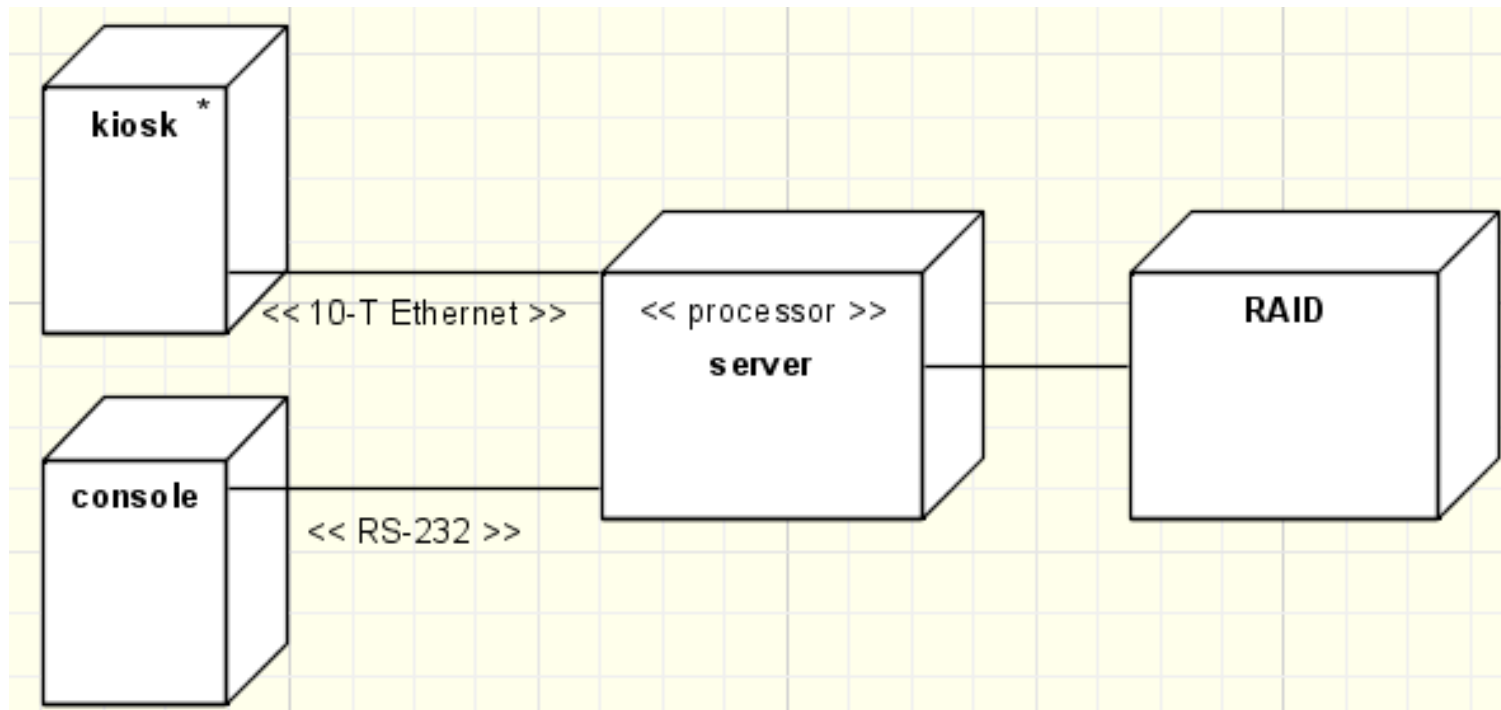 kiosk *
<< 10-T Ethernet >>
<< processor >>
server
RAID
console
<< RS-232 >>